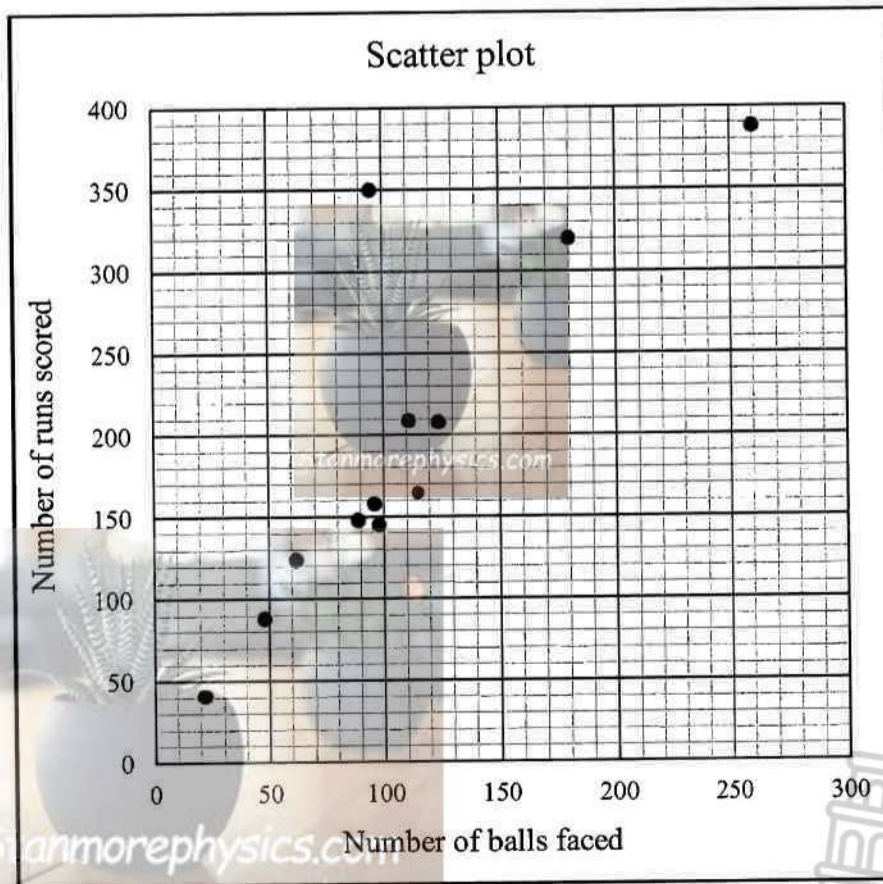 Scatter plot
400
350
300
250
200
150
100
50
0
Number of runs scored
0 50 100 150 200 250 300
Number of balls faced
stanmorephysics.com
stanmorephysics.com